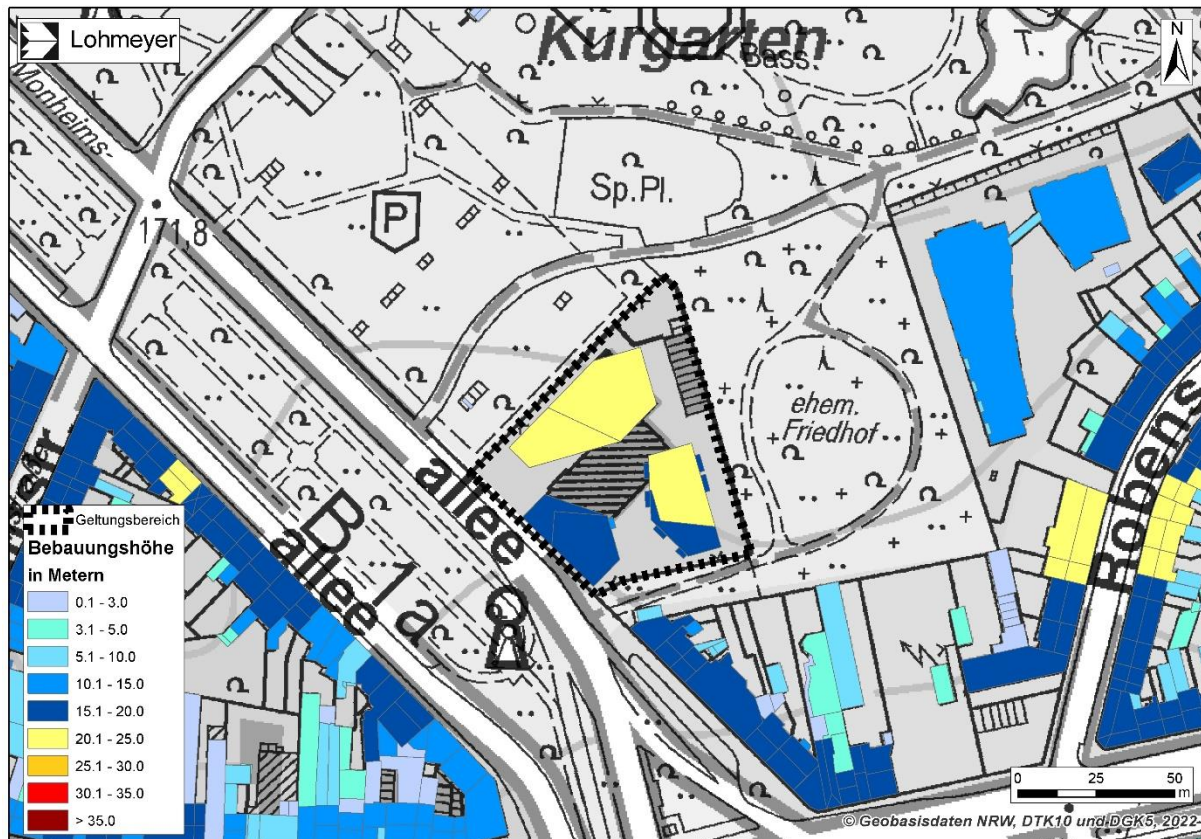 Lohmeyer
N
Kurgarten
Bass.
T.
Monheims-
171,8
P
Sp.Pl.
ehem.
Friedhof
allee
allee
B 1a
Robens
Geltungsbereich
Bebauungshöhe
in Metern
0.1 - 3.0
3.1 - 5.0
5.1 - 10.0
10.1 - 15.0
15.1 - 20.0
20.1 - 25.0
25.1 - 30.0
30.1 - 35.0
> 35.0
0 25 50
m
© Geobasisdaten NRW, DTK10 und DGK5, 2022